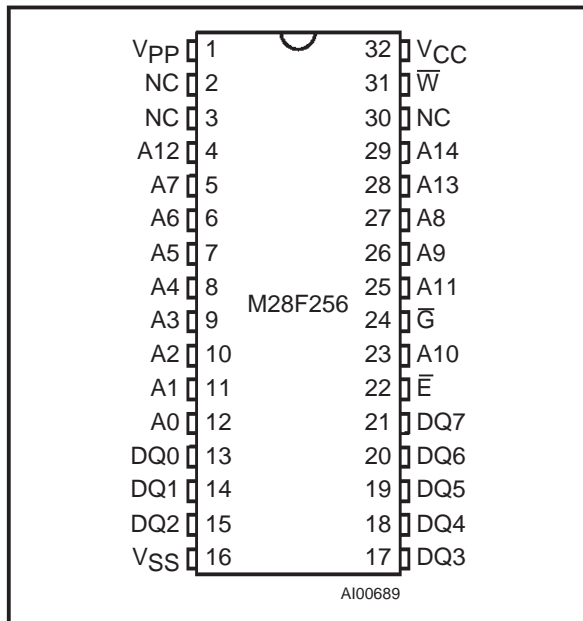 VPP 1 32 VCC
NC 2 31 W̅
NC 3 30 NC
A12 4 29 A14
A7 5 28 A13
A6 6 27 A8
A5 7 26 A9
A4 8 25 A11
M28F256
A3 9 24 G̅
A2 10 23 A10
A1 11 22 E̅
A0 12 21 DQ7
DQ0 13 20 DQ6
DQ1 14 19 DQ5
DQ2 15 18 DQ4
VSS 16 17 DQ3
AI00689